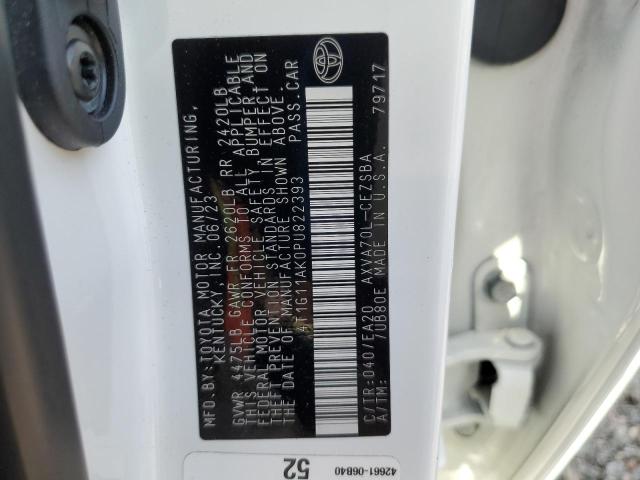 MFD.BY:TOYOTA MOTOR MANUFACTURING,
KENTUCKY, INC. 06/23
GVWR 4475LB GAWR FR 2620LB RR 2420LB
THIS VEHICLE CONFORMS TO ALL APPLICABLE
FEDERAL MOTOR VEHICLE SAFETY, BUMPER, AND
THEFT PREVENTION STANDARDS IN EFFECT ON
THE DATE OF MANUFACTURE SHOWN ABOVE.
4T1G11AK0PU822393 PASS.CAR
C/TR:040/EA20 AXVA70L-CEZSBA
A/TM: /UB80E MADE IN U.S.A. 79717
52
42661-06B40